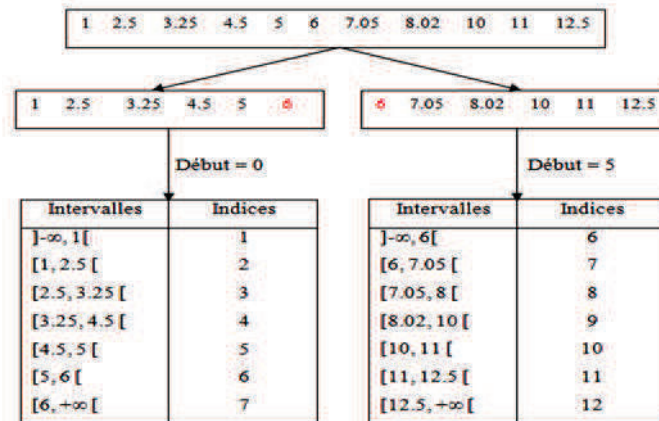 1 2.5 3.25 4.5 5 6 7.05 8.02 10 11 12.5
1 2.5 3.25 4.5 5 6
6 7.05 8.02 10 11 12.5
Début = 0
Début = 5
Intervalles Indices
]-∞, 1[ 1
[1, 2.5 [ 2
[2.5, 3.25 [ 3
[3.25, 4.5 [ 4
[4.5, 5 [ 5
[5, 6 [ 6
[6, +∞ [ 7
Intervalles Indices
]-∞, 6[ 6
[6, 7.05 [ 7
[7.05, 8 [ 8
[8.02, 10 [ 9
[10, 11 [ 10
[11, 12.5 [ 11
[12.5, +∞ [ 12